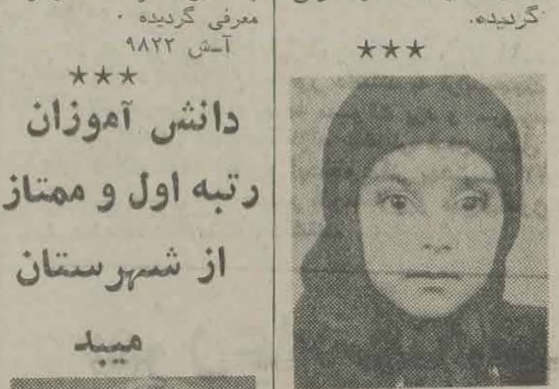 گردیده.
★★★
معرفی گردیده .
آ-ش ۹۸۲۲
★★★
دانش آموزان
رتبه اول و ممتاز
از شهرستان
میبد